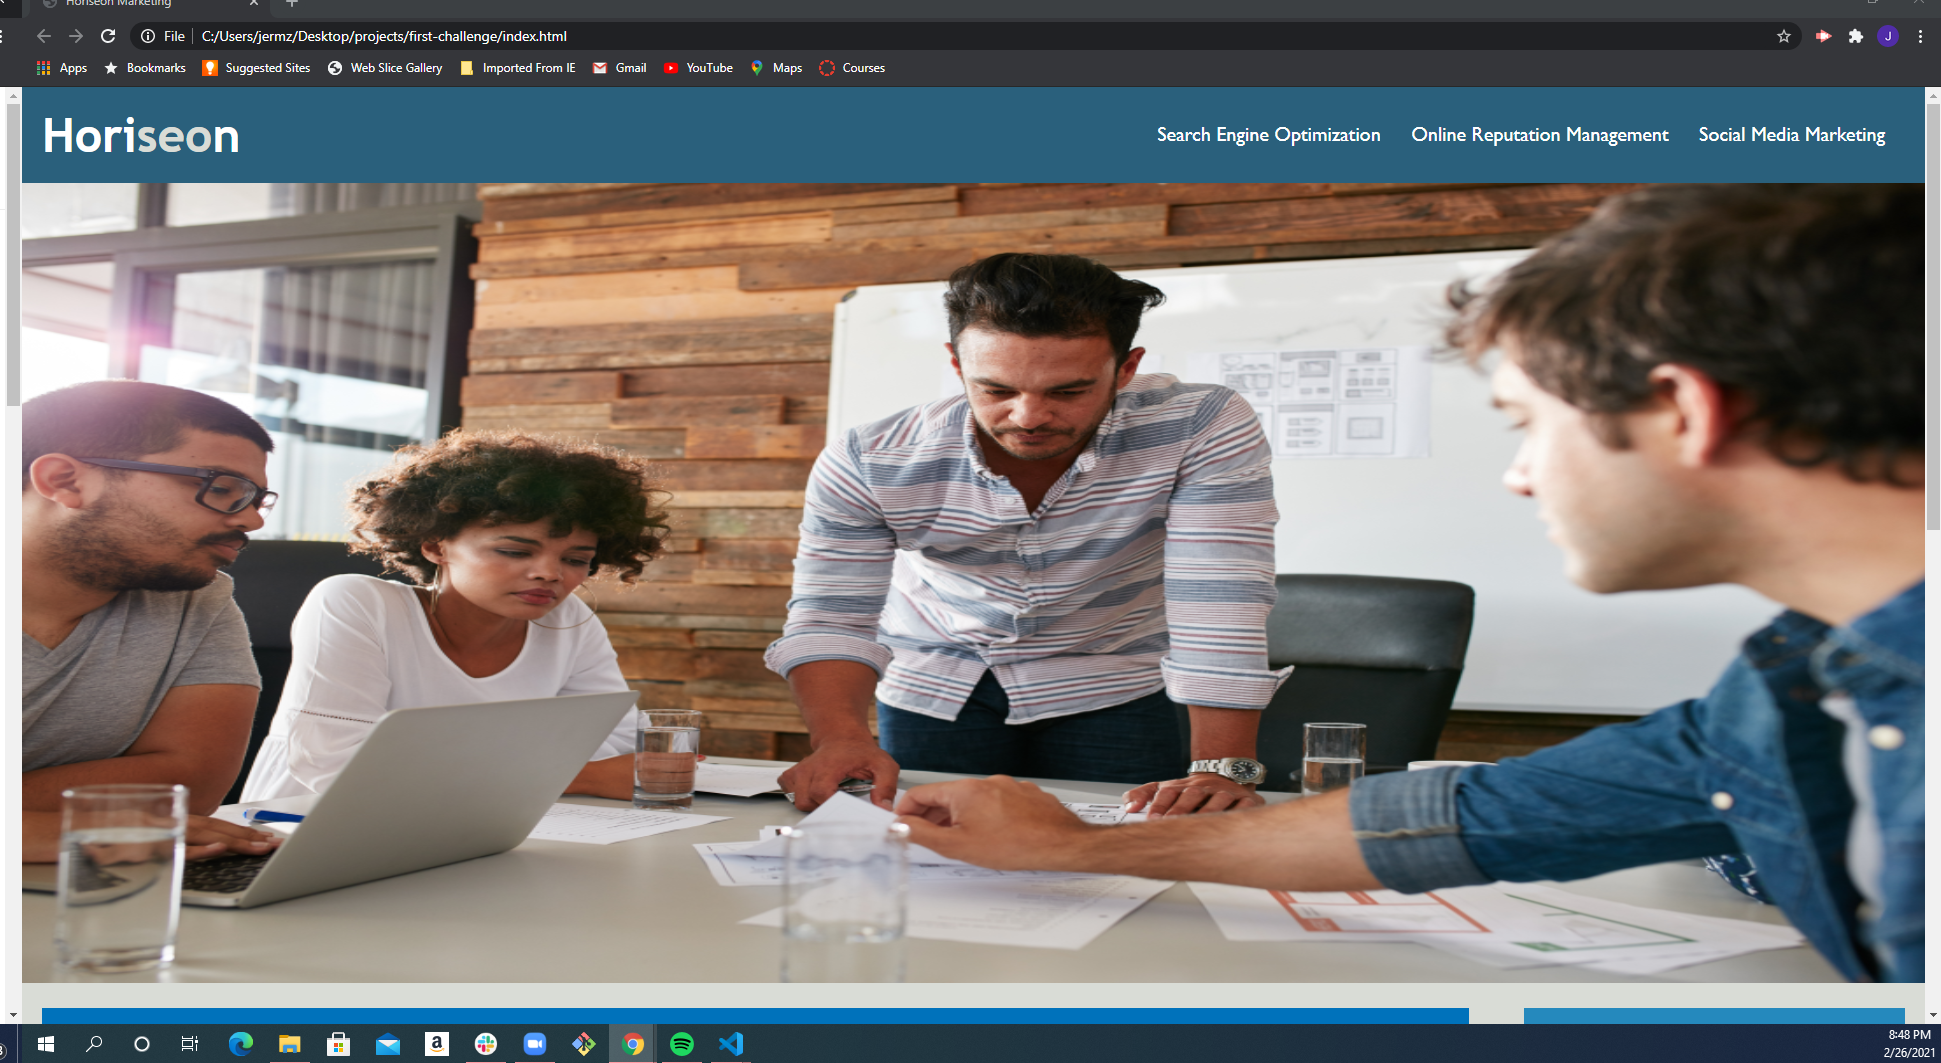 Horiseon Marketing
File C:/Users/jermz/Desktop/projects/first-challenge/index.html
J
Apps Bookmarks Suggested Sites Web Slice Gallery Imported From IE Gmail YouTube Maps Courses
Horiseon Search Engine Optimization Online Reputation Management Social Media Marketing
8:48 PM
2/26/2021